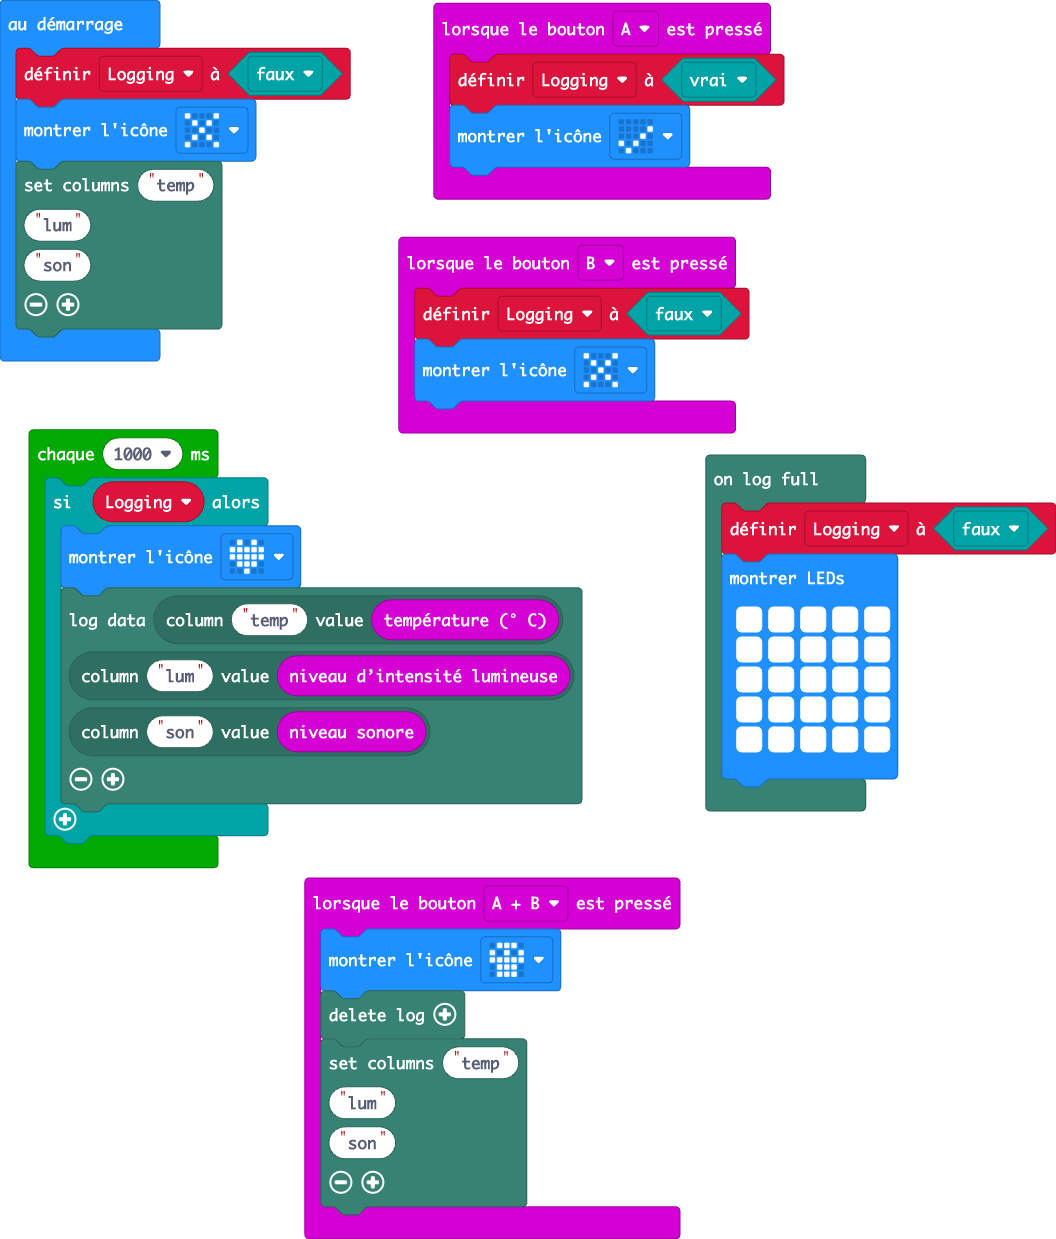 au démarrage
définir Logging à faux
montrer l'icône
set columns "temp"
"lum"
"son"
lorsque le bouton A est pressé
définir Logging à vrai
montrer l'icône
lorsque le bouton B est pressé
définir Logging à faux
montrer l'icône
chaque 1000 ms
si Logging alors
montrer l'icône
log data column "temp" value température (° C)
column "lum" value niveau d’intensité lumineuse
column "son" value niveau sonore
on log full
définir Logging à faux
montrer LEDs
lorsque le bouton A + B est pressé
montrer l'icône
delete log
set columns "temp"
"lum"
"son"